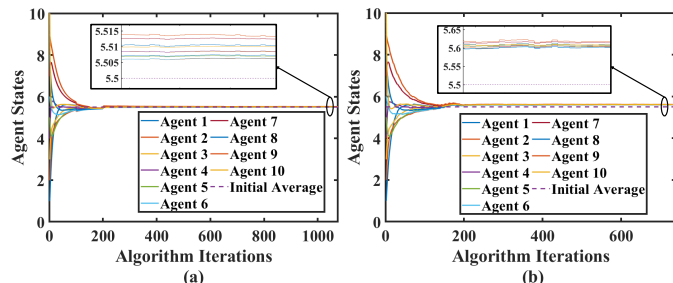 10
8
6
4
2
0
Agent States
5.515
5.51
5.505
5.5
Agent 1
Agent 7
Agent 2
Agent 8
Agent 3
Agent 9
Agent 4
Agent 10
Agent 5
Initial Average
Agent 6
0 200 400 600 800 1000
Algorithm Iterations
(a)
10
8
6
4
2
0
Agent States
5.65
5.6
5.55
5.5
Agent 1
Agent 7
Agent 2
Agent 8
Agent 3
Agent 9
Agent 4
Agent 10
Agent 5
Initial Average
Agent 6
0 200 400 600
Algorithm Iterations
(b)